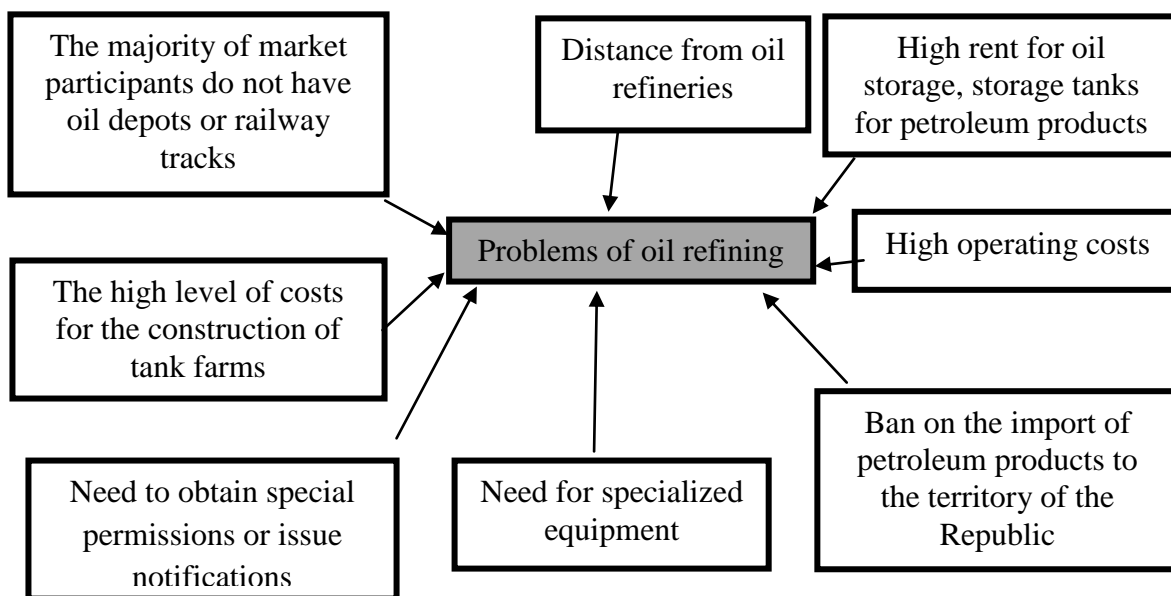 The majority of market
participants do not have
oil depots or railway
tracks
Distance from oil
refineries
High rent for oil
storage, storage tanks
for petroleum products
Problems of oil refining
High operating costs
The high level of costs
for the construction of
tank farms
Need to obtain special
permissions or issue
notifications
Need for specialized
equipment
Ban on the import of
petroleum products to
the territory of the
Republic